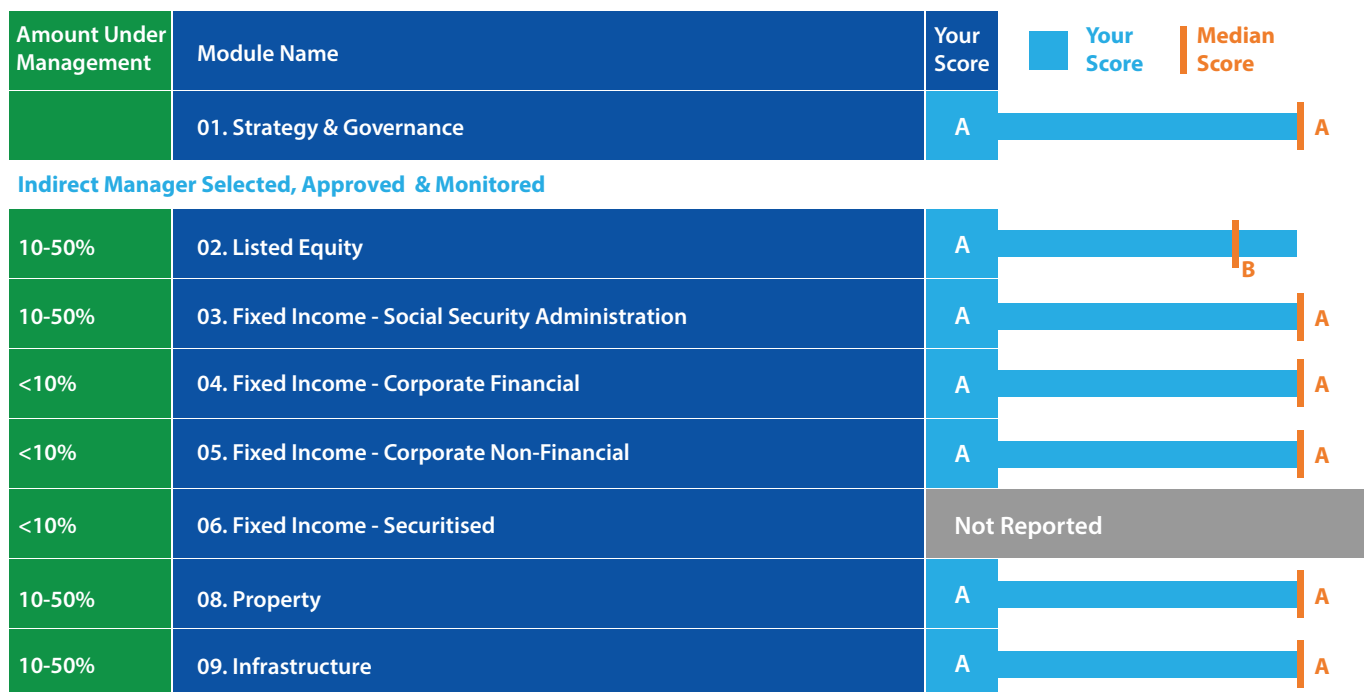 Amount Under
Management
Module Name
Your
Score
Your
Score
Median
Score
01. Strategy & Governance
A
A
Indirect Manager Selected, Approved & Monitored
10-50%
02. Listed Equity
A
B
10-50%
03. Fixed Income - Social Security Administration
A
A
<10%
04. Fixed Income - Corporate Financial
A
A
<10%
05. Fixed Income - Corporate Non-Financial
A
A
<10%
06. Fixed Income - Securitised
Not Reported
10-50%
08. Property
A
A
10-50%
09. Infrastructure
A
A